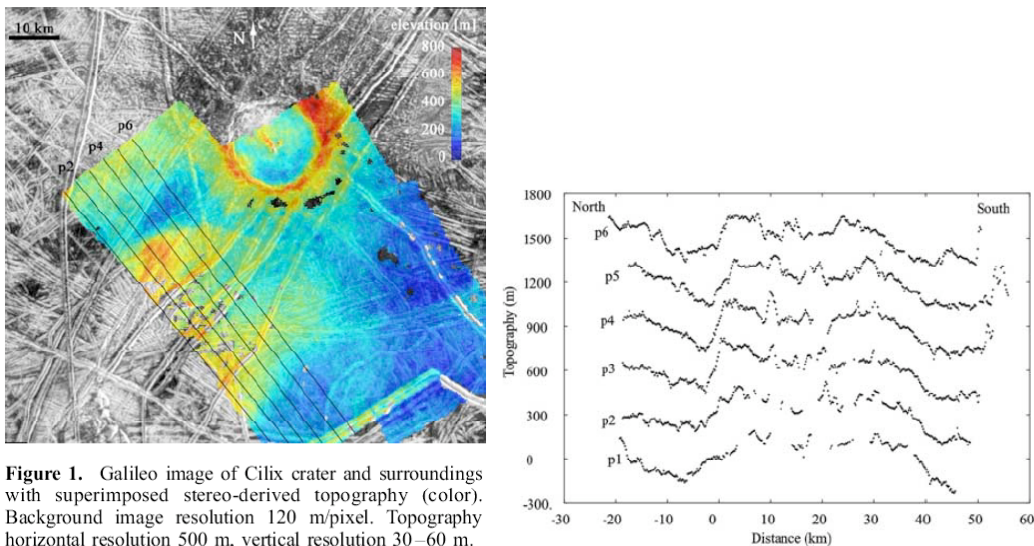 10 km
N
elevation [m]
800
600
400
200
0
p6
p4
p2
Figure 1. Galileo image of Cilix crater and surroundings
with superimposed stereo-derived topography (color).
Background image resolution 120 m/pixel. Topography
horizontal resolution 500 m, vertical resolution 30–60 m.
1800
1500
1200
900
600
300
0
-300
Topography (m)
North
South
p6
p5
p4
p3
p2
p1
-30 -20 -10 0 10 20 30 40 50 60
Distance (km)